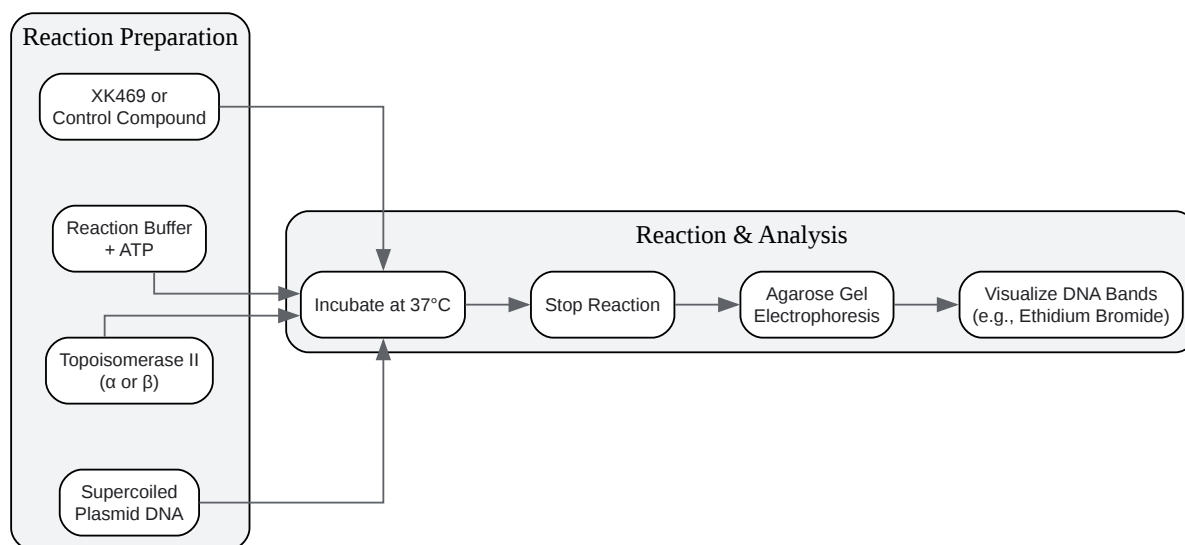 Reaction Preparation
XK469 or
Control Compound
Reaction Buffer
+ ATP
Topoisomerase II
(α or β)
Supercoiled
Plasmid DNA
Reaction & Analysis
Incubate at 37°C
Stop Reaction
Agarose Gel
Electrophoresis
Visualize DNA Bands
(e.g., Ethidium Bromide)